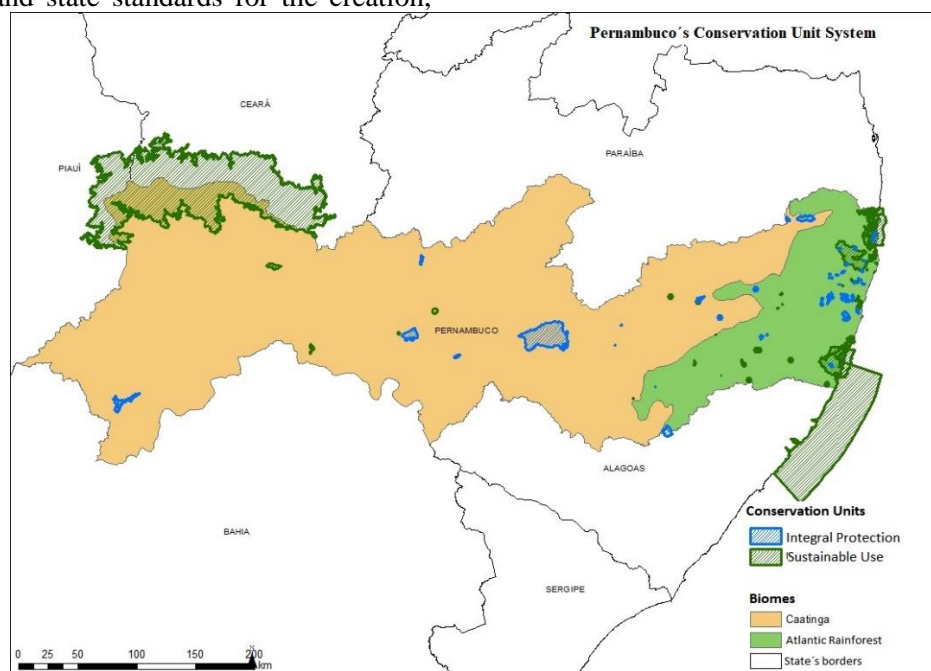 and state standards for the creation,
Pernambuco´s Conservation Unit System
CEARÁ
PIAUÍ
PARAÍBA
PERNAMBUCO
ALAGOAS
BAHIA
SERGIPE
Conservation Units
Integral Protection
Sustainable Use
Biomes
Caatinga
Atlantic Rainforest
State´s borders
0 25 50 100 150 200
km